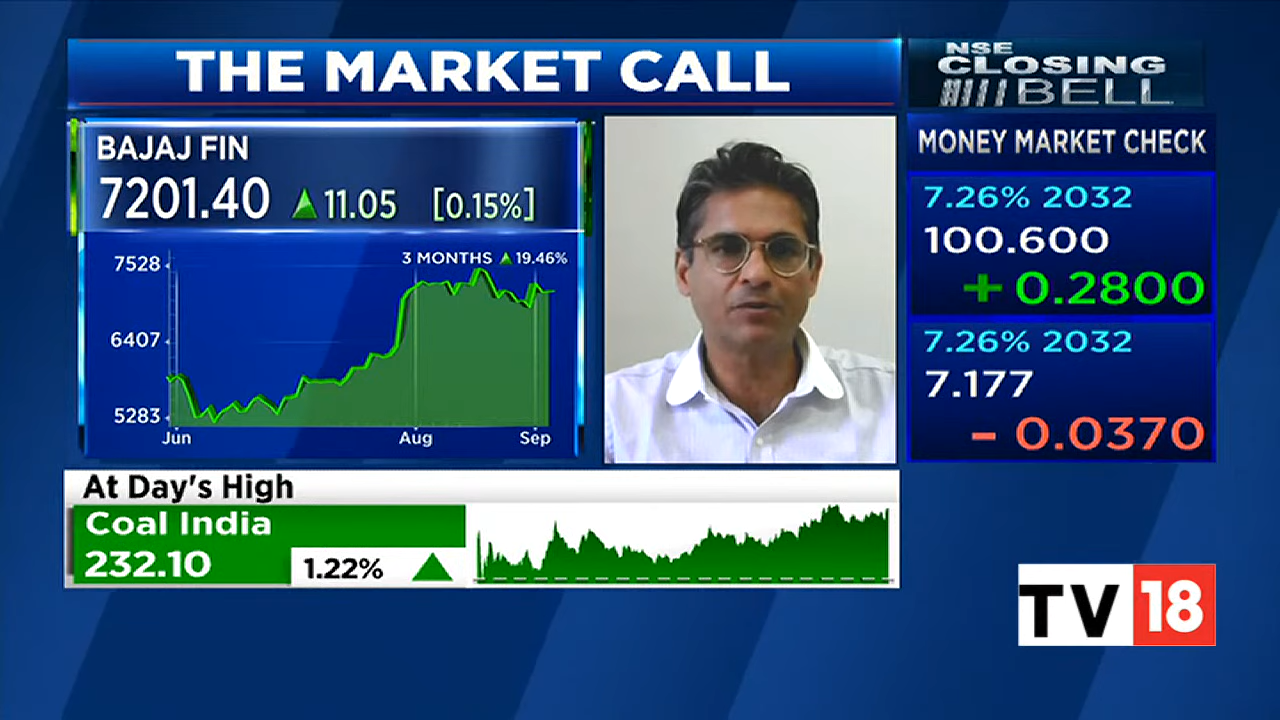 THE MARKET CALL
NSE
CLOSING
BELL
BAJAJ FIN
7201.40 ▲ 11.05 [0.15%]
3 MONTHS ▲ 19.46%
7528
6407
5283
Jun Aug Sep
MONEY MARKET CHECK
7.26% 2032
100.600
+ 0.2800
7.26% 2032
7.177
- 0.0370
At Day's High
Coal India
232.10 1.22% ▲
TV18